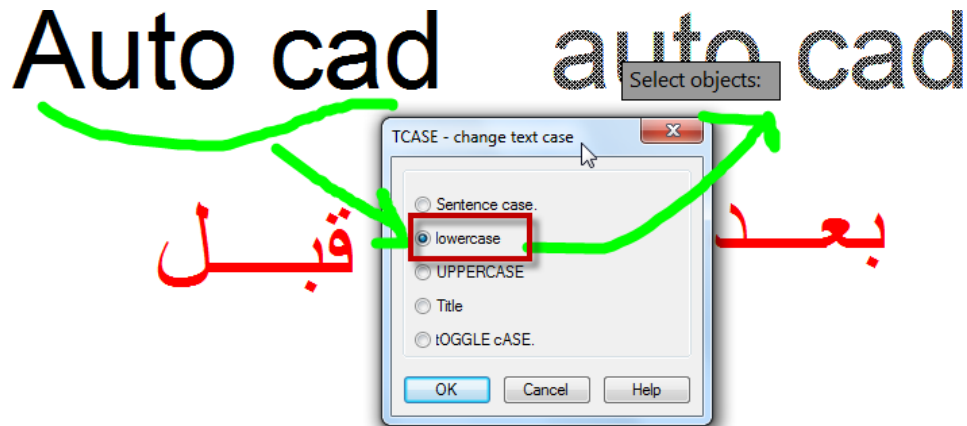 Auto cad
auto cad
Select objects:
TCASE - change text case
Sentence case.
lowercase
UPPERCASE
Title
tOGGLE cASE.
OK Cancel Help
قبــل
بعــد